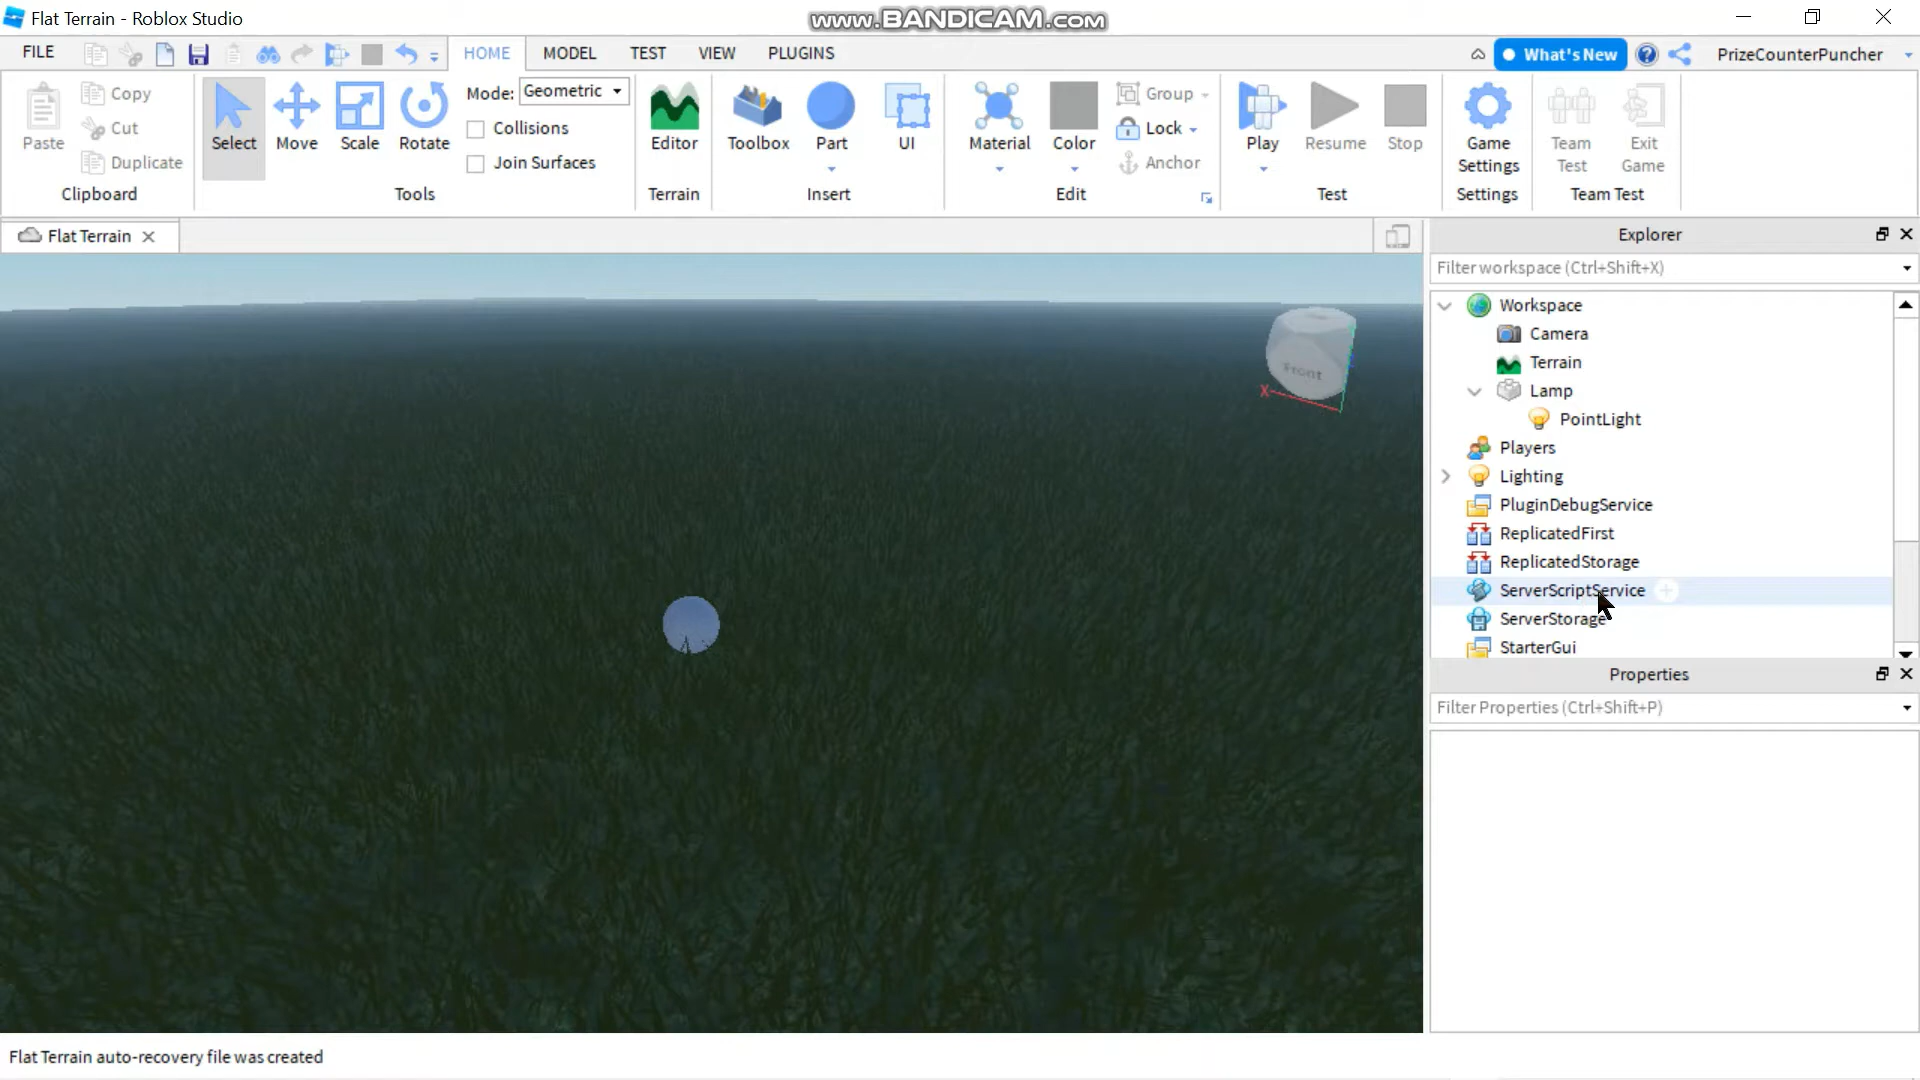 Flat Terrain - Roblox Studio
www.BANDICAM.com
FILE
HOME
MODEL
TEST
VIEW
PLUGINS
What's New
PrizeCounterPuncher
Paste
Copy
Cut
Duplicate
Clipboard
Select
Move
Scale
Rotate
Mode: Geometric
Collisions
Join Surfaces
Tools
Editor
Terrain
Toolbox
Part
UI
Insert
Material
Color
Group
Lock
Anchor
Edit
Play
Resume
Stop
Test
Game
Settings
Settings
Team
Test
Exit
Game
Team Test
Flat Terrain
Explorer
Filter workspace (Ctrl+Shift+X)
Workspace
Camera
Terrain
Lamp
PointLight
Players
Lighting
PluginDebugService
ReplicatedFirst
ReplicatedStorage
ServerScriptService
ServerStorage
StarterGui
Properties
Filter Properties (Ctrl+Shift+P)
Front
X
Flat Terrain auto-recovery file was created